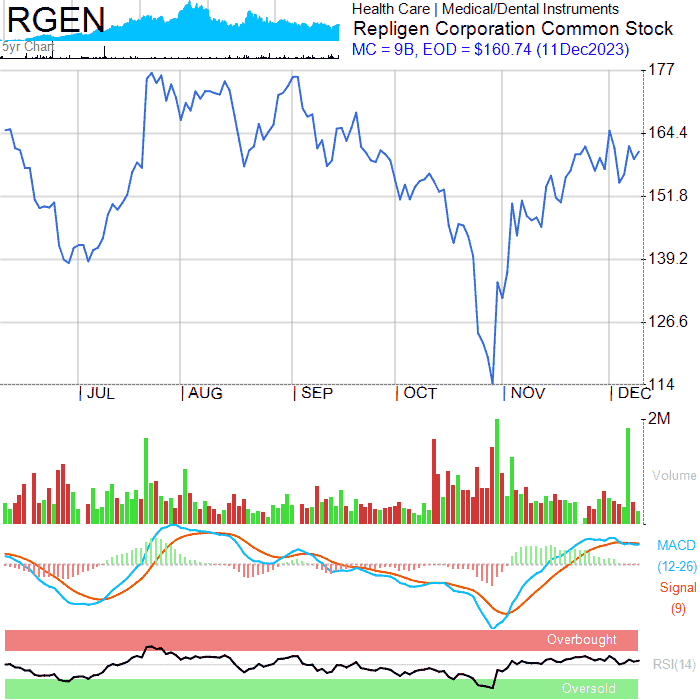 RGEN
5yr Chart
Health Care | Medical/Dental Instruments
Repligen Corporation Common Stock
MC = 9B, EOD = $160.74 (11Dec2023)
177
164.4
151.8
139.2
126.6
114
JUL AUG SEP OCT NOV DEC
2M
Volume
MACD
(12-26)
Signal
(9)
Overbought
RSI(14)
Oversold